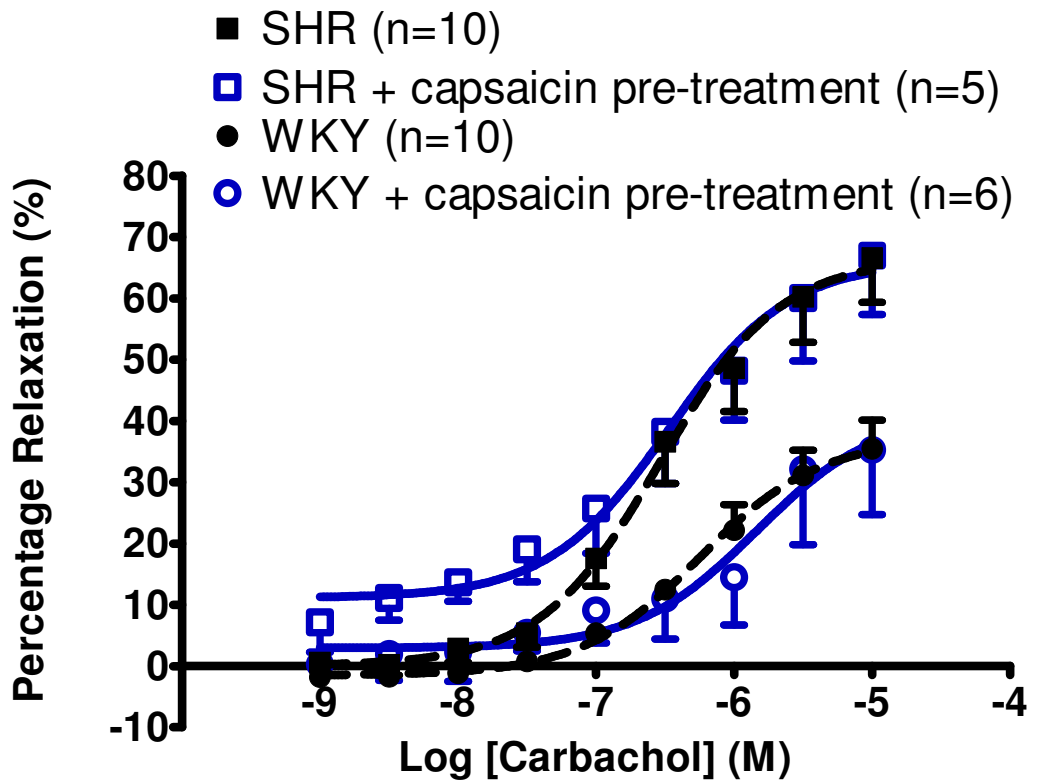 SHR (n=10)
SHR + capsaicin pre-treatment (n=5)
WKY (n=10)
WKY + capsaicin pre-treatment (n=6)
Percentage Relaxation (%)
80
70
60
50
40
30
20
10
0
-10
-9 -8 -7 -6 -5 -4
Log [Carbachol] (M)